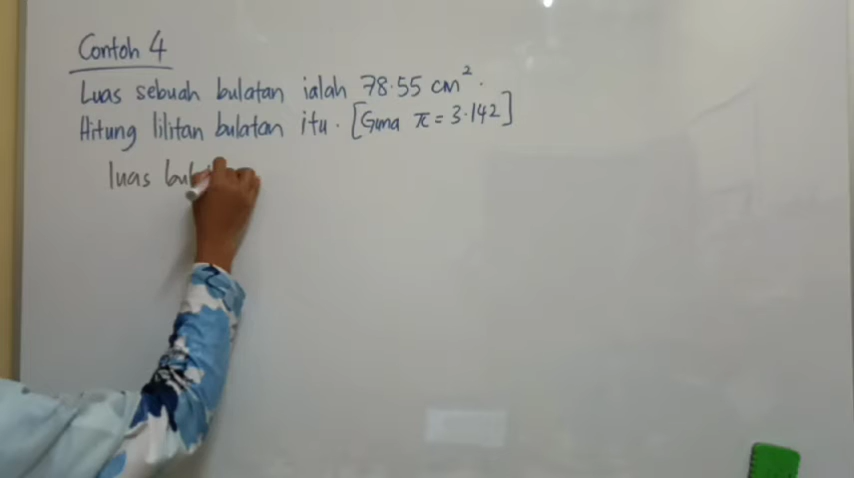 Contoh 4
Luas sebuah bulatan ialah 78.55 cm².
Hitung lilitan bulatan itu. [Guna π = 3.142]
luas